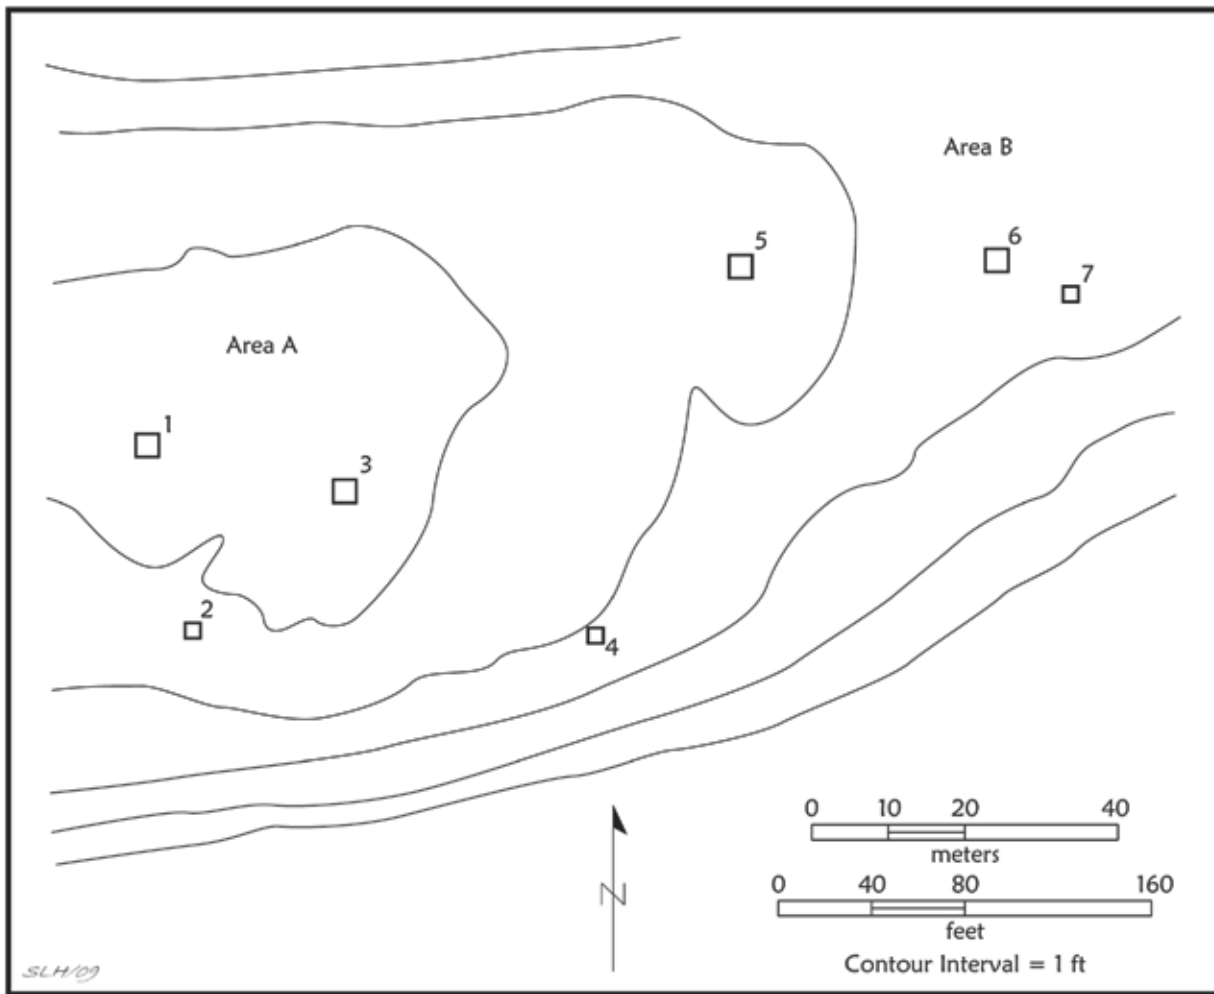 Area B
5
6
7
Area A
1
3
2
4
0 10 20 40
meters
0 40 80 160
feet
N
Contour Interval = 1 ft
SLH/09